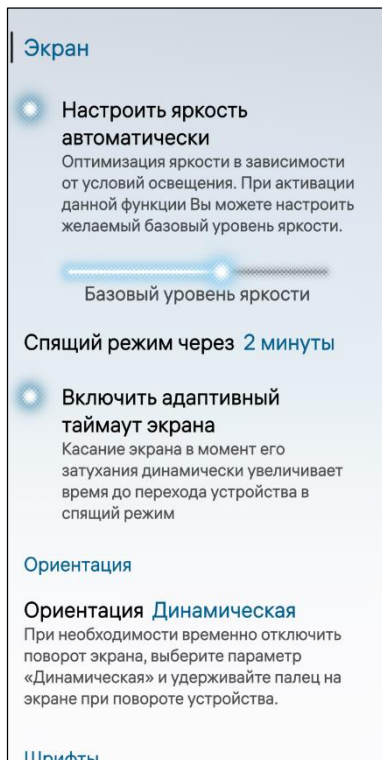 Экран
Настроить яркость
автоматически
Оптимизация яркости в зависимости
от условий освещения. При активации
данной функции Вы можете настроить
желаемый базовый уровень яркости.
Базовый уровень яркости
Спящий режим через 2 минуты
Включить адаптивный
таймаут экрана
Касание экрана в момент его
затухания динамически увеличивает
время до перехода устройства в
спящий режим
Ориентация
Ориентация Динамическая
При необходимости временно отключить
поворот экрана, выберите параметр
«Динамическая» и удерживайте палец на
экране при повороте устройства.
Шрифты